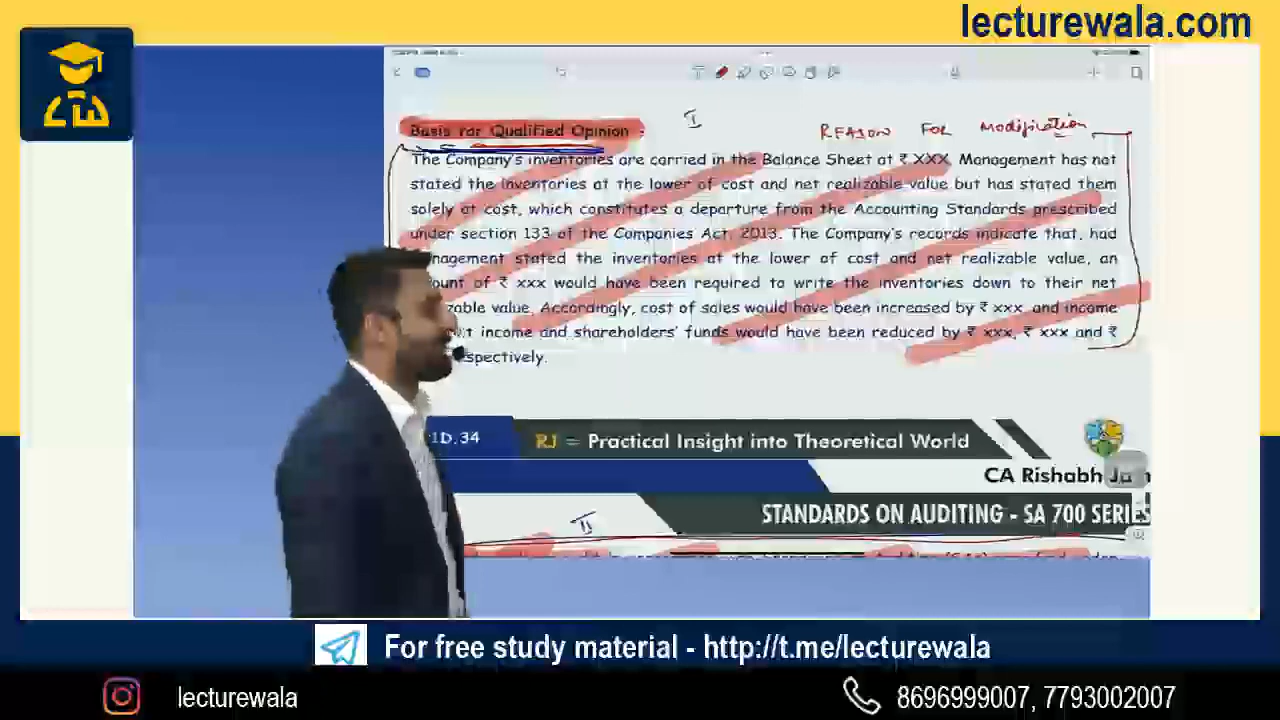 lecturewala.com
I
Basis for Qualified Opinion :
REASON FOR Modification
The Company's inventories are carried in the Balance Sheet at ₹ XXX. Management has not
stated the inventories at the lower of cost and net realizable value but has stated them
solely at cost, which constitutes a departure from the Accounting Standards prescribed
under section 133 of the Companies Act, 2013. The Company's records indicate that, had
stated the inventories at the lower of cost and net realizable value, an
of ₹ xxx would have been required to write the inventories down to their net
value. Accordingly, cost of sales would have been increased by ₹ xxx, and income
income and shareholders' funds would have been reduced by ₹ xxx, ₹ xxx and ₹
1D.34
RJ = Practical Insight into Theoretical World
CA Rishabh Jain
STANDARDS ON AUDITING - SA 700 SERIES
II
For free study material - http://t.me/lecturewala
lecturewala
8696999007, 7793002007